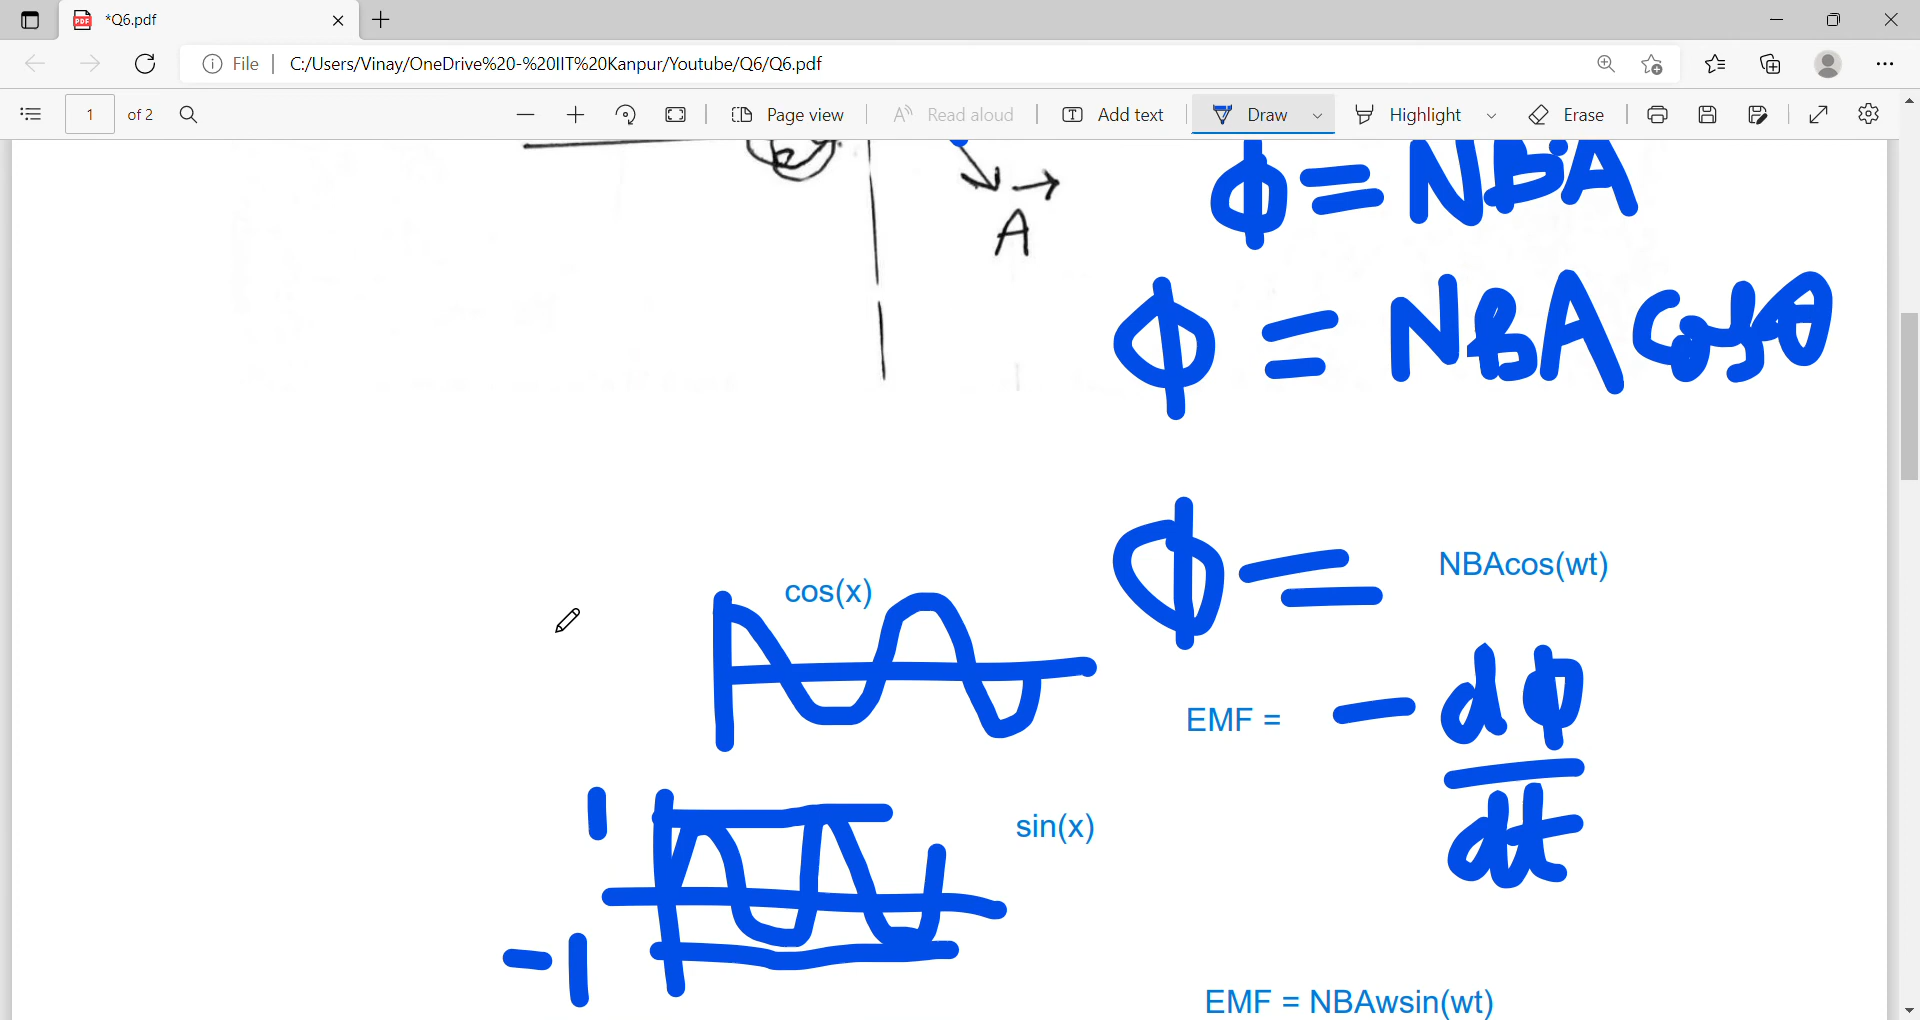 *Q6.pdf
File C:/Users/Vinay/OneDrive%20-%20IIT%20Kanpur/Youtube/Q6/Q6.pdf
1 of 2 Page view Read aloud Add text Draw Highlight Erase
A
ϕ = NBA
ϕ = NBA cosθ
ϕ = NBAcos(wt)
cos(x)
EMF = - dϕ
dt
1
sin(x)
-1
EMF = NBAwsin(wt)